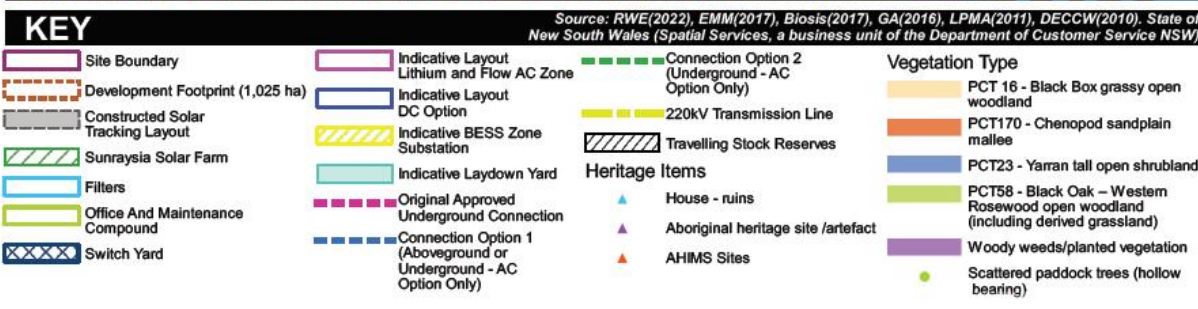 KEY
Source: RWE(2022), EMM(2017), Biosis(2017), GA(2016), LPMA(2011), DECCW(2010). State of
New South Wales (Spatial Services, a business unit of the Department of Customer Service NSW)
Site Boundary
Development Footprint (1,025 ha)
Constructed Solar
Tracking Layout
Sunraysia Solar Farm
Filters
Office And Maintenance
Compound
Switch Yard
Indicative Layout
Lithium and Flow AC Zone
Indicative Layout
DC Option
Indicative BESS Zone
Substation
Indicative Laydown Yard
Original Approved
Underground Connection
Connection Option 1
(Aboveground or
Underground - AC
Option Only)
Connection Option 2
(Underground - AC
Option Only)
220kV Transmission Line
Travelling Stock Reserves
Heritage Items
House - ruins
Aboriginal heritage site /artefact
AHIMS Sites
Vegetation Type
PCT 16 - Black Box grassy open
woodland
PCT170 - Chenopod sandplain
mallee
PCT23 - Yarran tall open shrubland
PCT58 - Black Oak – Western
Rosewood open woodland
(including derived grassland)
Woody weeds/planted vegetation
Scattered paddock trees (hollow
bearing)